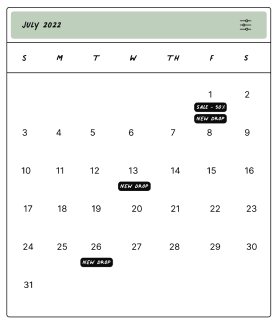 JULY 2022
S M T W TH F S
1 2
SALE - 50%
NEW DROP
3 4 5 6 7 8 9
10 11 12 13 14 15 16
NEW DROP
17 18 19 20 21 22 23
24 25 26 27 28 29 30
NEW DROP
31